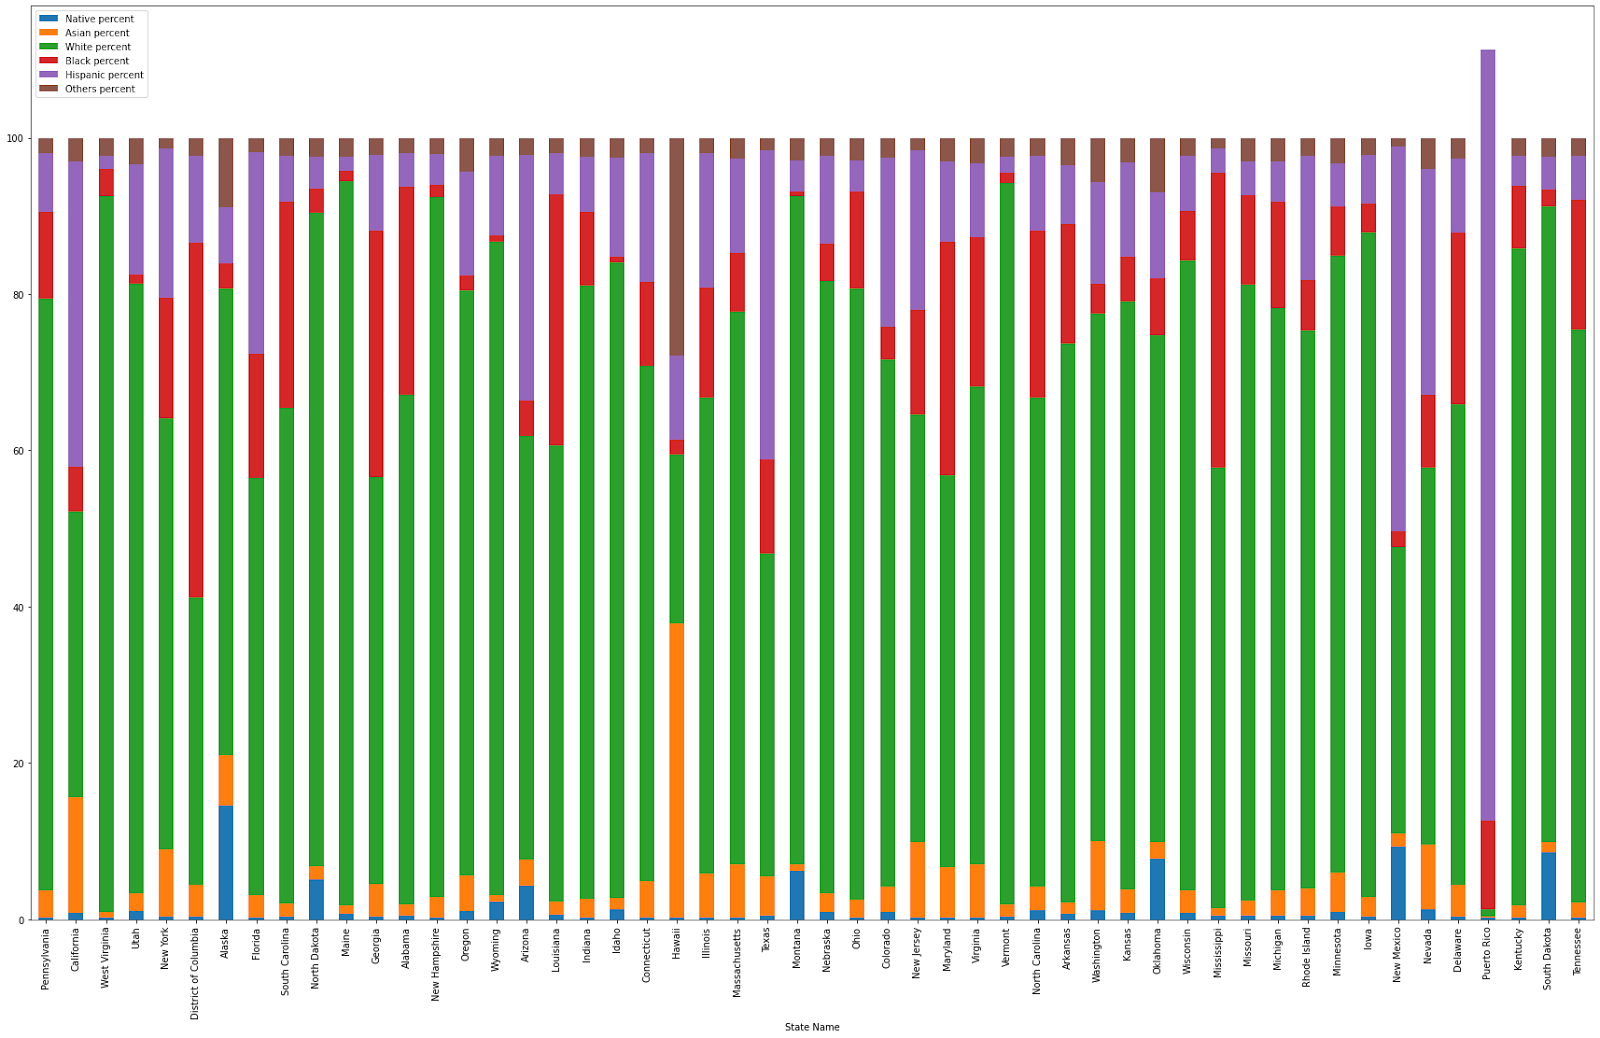 Native percent
Asian percent
White percent
Black percent
Hispanic percent
Others percent
100
80
60
40
20
0
Pennsylvania
California
West Virginia
Utah
New York
District of Columbia
Alaska
Florida
South Carolina
North Dakota
Maine
Georgia
Alabama
New Hampshire
Oregon
Wyoming
Arizona
Louisiana
Indiana
Idaho
Connecticut
Hawaii
Illinois
Massachusetts
Texas
Montana
Nebraska
Ohio
Colorado
New Jersey
Maryland
Virginia
Vermont
North Carolina
Arkansas
Washington
Kansas
Oklahoma
Wisconsin
Mississippi
Missouri
Michigan
Rhode Island
Minnesota
Iowa
New Mexico
Nevada
Delaware
Puerto Rico
Kentucky
South Dakota
Tennessee
State Name